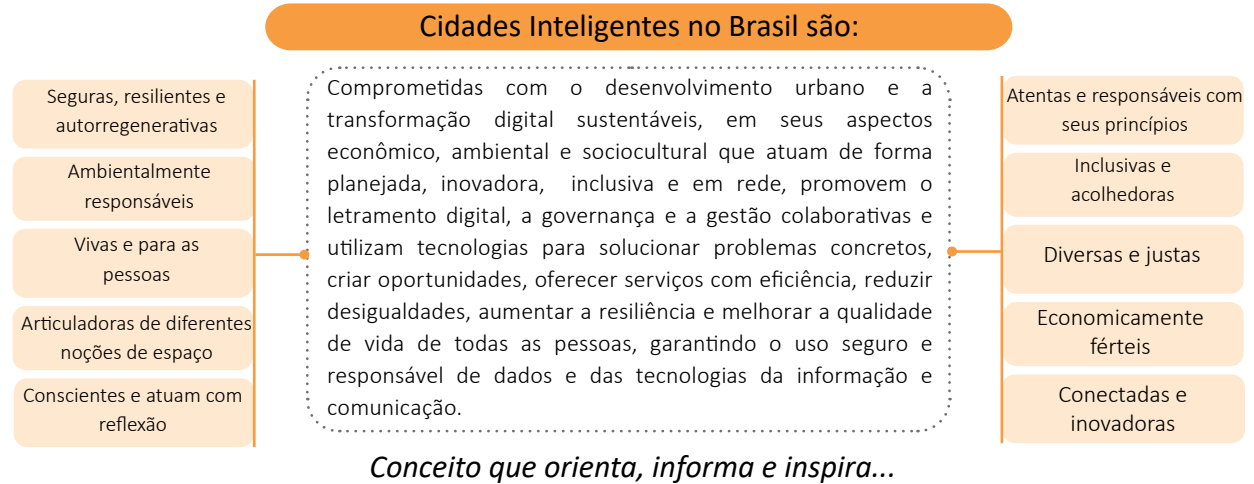 Cidades Inteligentes no Brasil são:
Seguras, resilientes e
autorregenerativas
Ambientalmente
responsáveis
Vivas e para as
pessoas
Articuladoras de diferentes
noções de espaço
Conscientes e atuam com
reflexão
Comprometidas com o desenvolvimento urbano e a
transformação digital sustentáveis, em seus aspectos
econômico, ambiental e sociocultural que atuam de forma
planejada, inovadora, inclusiva e em rede, promovem o
letramento digital, a governança e a gestão colaborativas e
utilizam tecnologias para solucionar problemas concretos,
criar oportunidades, oferecer serviços com eficiência, reduzir
desigualdades, aumentar a resiliência e melhorar a qualidade
de vida de todas as pessoas, garantindo o uso seguro e
responsável de dados e das tecnologias da informação e
comunicação.
Atentas e responsáveis com
seus princípios
Inclusivas e
acolhedoras
Diversas e justas
Economicamente
férteis
Conectadas e
inovadoras
Conceito que orienta, informa e inspira...